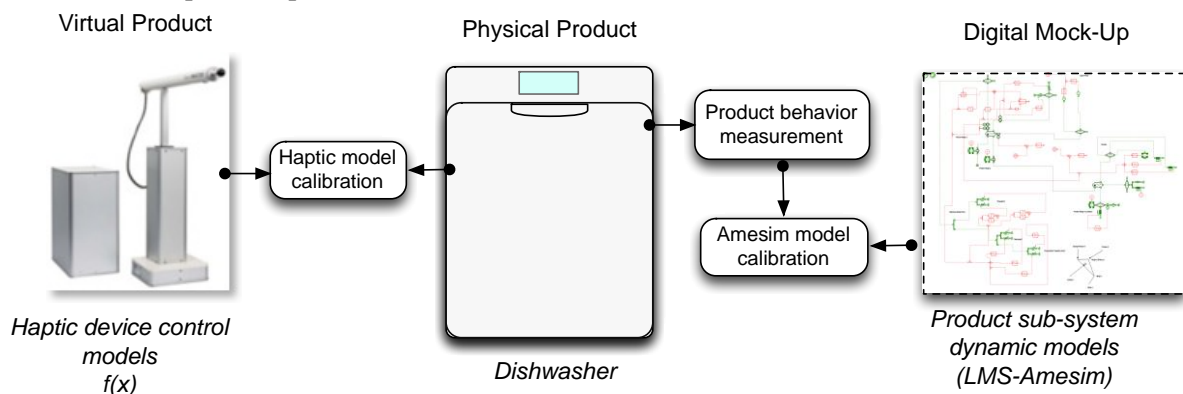 Virtual Product
Physical Product
Digital Mock-Up
Haptic model
calibration
Product behavior
measurement
Amesim model
calibration
Haptic device control
models
f(x)
Dishwasher
Product sub-system
dynamic models
(LMS-Amesim)